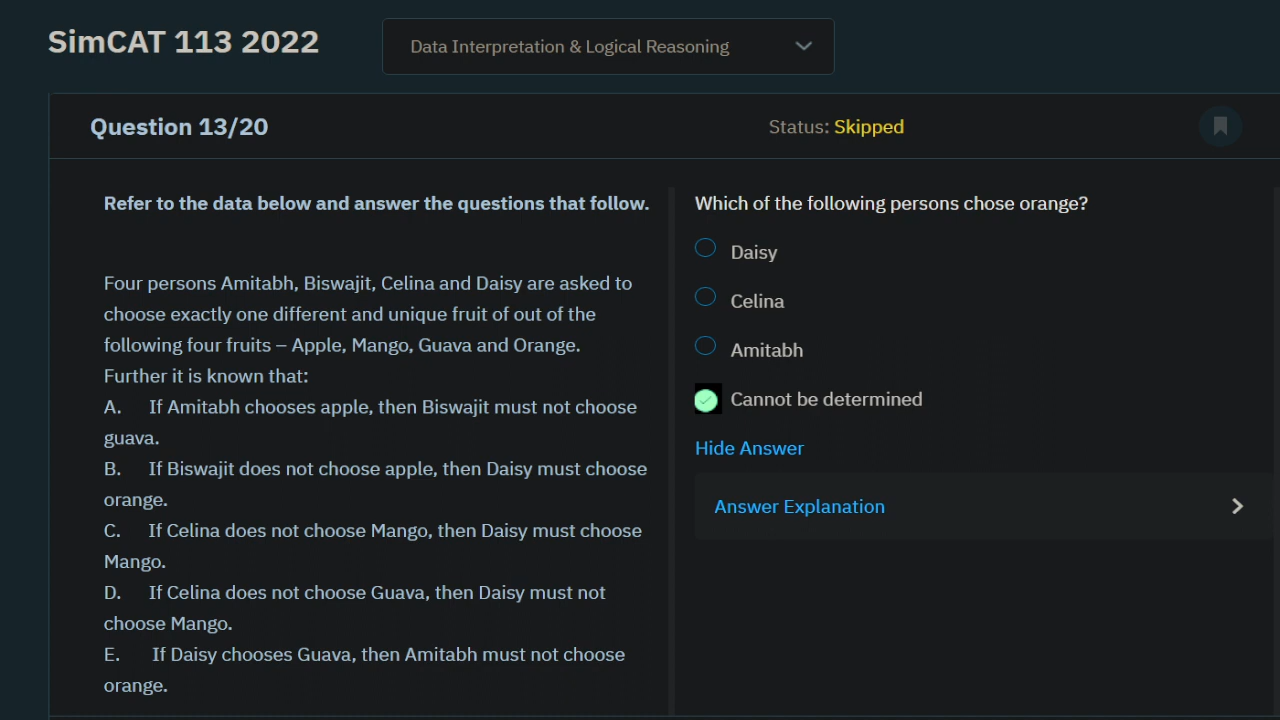 SimCAT 113 2022
Data Interpretation & Logical Reasoning
Question 13/20
Status: Skipped
Refer to the data below and answer the questions that follow.
Four persons Amitabh, Biswajit, Celina and Daisy are asked to
choose exactly one different and unique fruit of out of the
following four fruits – Apple, Mango, Guava and Orange.
Further it is known that:
A. If Amitabh chooses apple, then Biswajit must not choose
guava.
B. If Biswajit does not choose apple, then Daisy must choose
orange.
C. If Celina does not choose Mango, then Daisy must choose
Mango.
D. If Celina does not choose Guava, then Daisy must not
choose Mango.
E. If Daisy chooses Guava, then Amitabh must not choose
orange.
Which of the following persons chose orange?
Daisy
Celina
Amitabh
Cannot be determined
Hide Answer
Answer Explanation